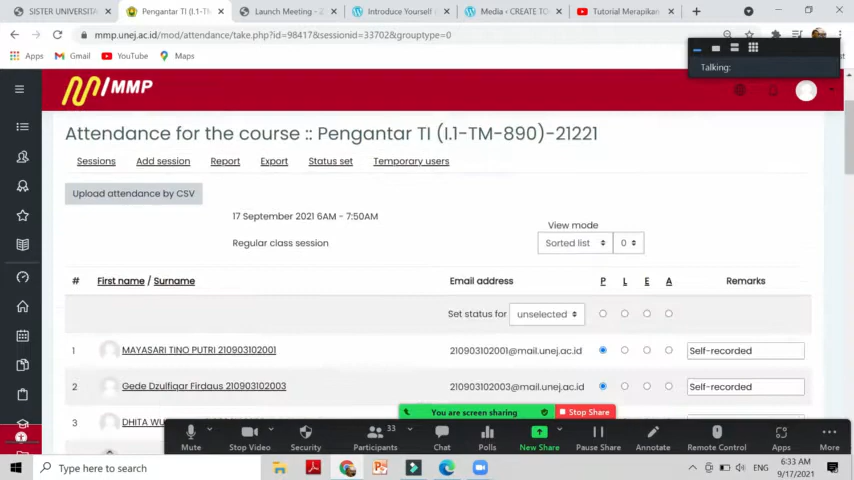 SISTER UNIVERSITA
Pengantar TI (I.1-T
Launch Meeting - Z
Introduce Yourself (
Media ‹ CREATE TO
Tutorial Merapikan
mmp.unej.ac.id/mod/attendance/take.php?id=98417&sessionid=33702&grouptype=0
Apps
Gmail
YouTube
Maps
Talking:
MMP
Attendance for the course :: Pengantar TI (I.1-TM-890)-21221
Sessions
Add session
Report
Export
Status set
Temporary users
Upload attendance by CSV
17 September 2021 6AM - 7:50AM
View mode
Regular class session
Sorted list
0
# First name / Surname Email address P L E A Remarks
Set status for unselected
1 MAYASARI TINO PUTRI 210903102001 210903102001@mail.unej.ac.id Self-recorded
2 Gede Dzulfiqar Firdaus 210903102003 210903102003@mail.unej.ac.id Self-recorded
3 DHITA WU
You are screen sharing
Stop Share
33
Mute
Stop Video
Security
Participants
Chat
Polls
New Share
Pause Share
Annotate
Remote Control
Apps
More
Type here to search
ENG
6:33 AM
9/17/2021